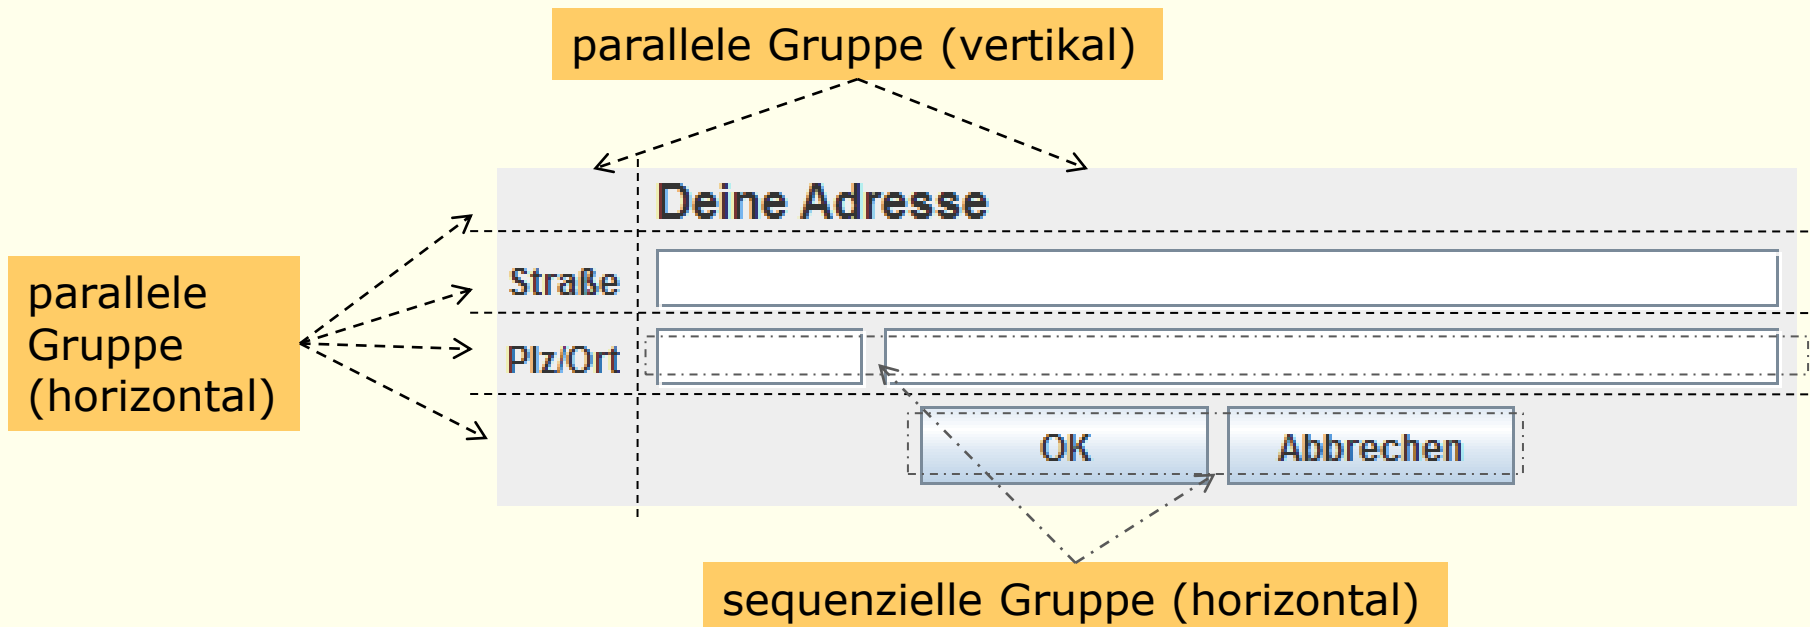 parallele Gruppe (vertikal)
Deine Adresse
parallele
Gruppe
(horizontal)
Straße
Plz/Ort
OK
Abbrechen
sequenzielle Gruppe (horizontal)